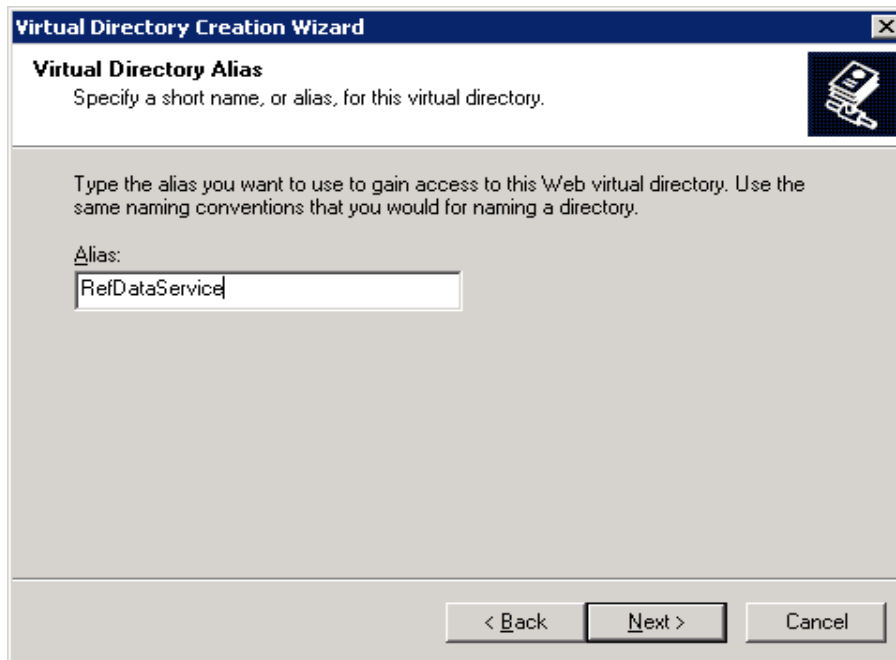 Virtual Directory Creation Wizard
Virtual Directory Alias
Specify a short name, or alias, for this virtual directory.
Type the alias you want to use to gain access to this Web virtual directory. Use the
same naming conventions that you would for naming a directory.
Alias:
RefDataService
< Back Next > Cancel